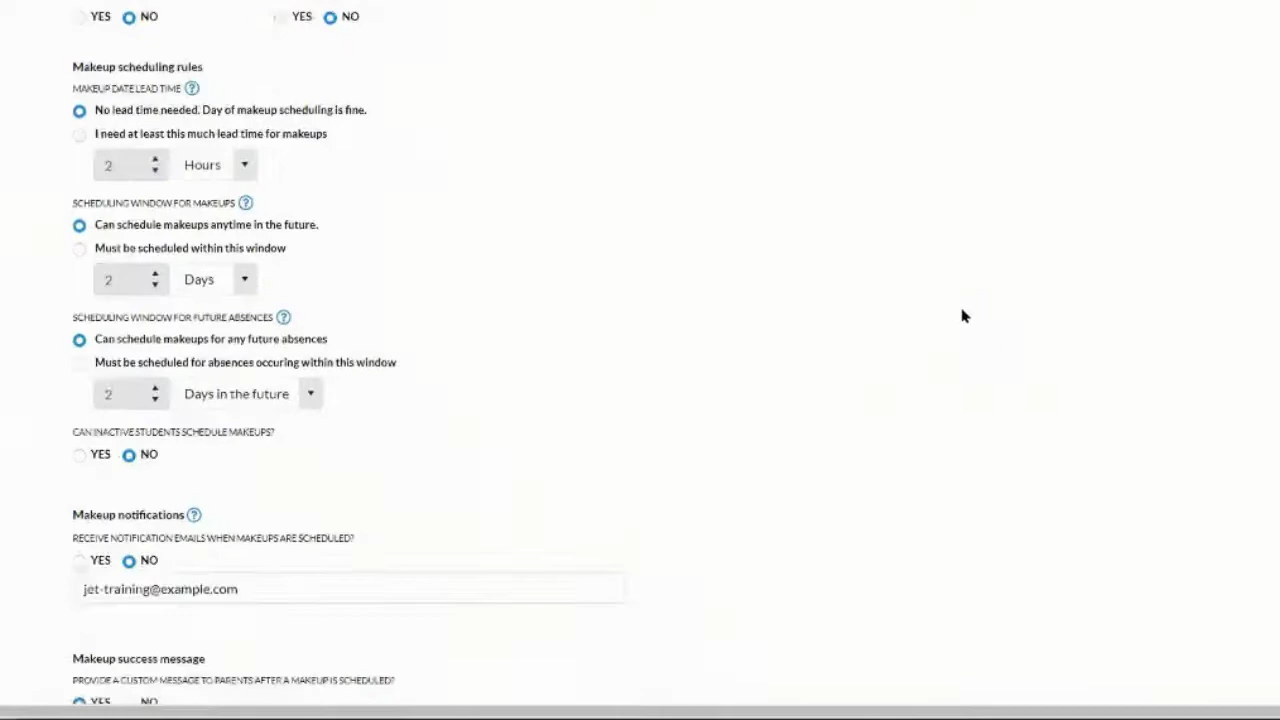 YES NO YES NO
Makeup scheduling rules
MAKEUP DATE LEAD TIME ?
No lead time needed. Day of makeup scheduling is fine.
I need at least this much lead time for makeups
2 Hours
SCHEDULING WINDOW FOR MAKEUPS ?
Can schedule makeups anytime in the future.
Must be scheduled within this window
2 Days
SCHEDULING WINDOW FOR FUTURE ABSENCES ?
Can schedule makeups for any future absences
Must be scheduled for absences occuring within this window
2 Days in the future
CAN INACTIVE STUDENTS SCHEDULE MAKEUPS?
YES NO
Makeup notifications ?
RECEIVE NOTIFICATION EMAILS WHEN MAKEUPS ARE SCHEDULED?
YES NO
jet-training@example.com
Makeup success message
PROVIDE A CUSTOM MESSAGE TO PARENTS AFTER A MAKEUP IS SCHEDULED?
YES NO